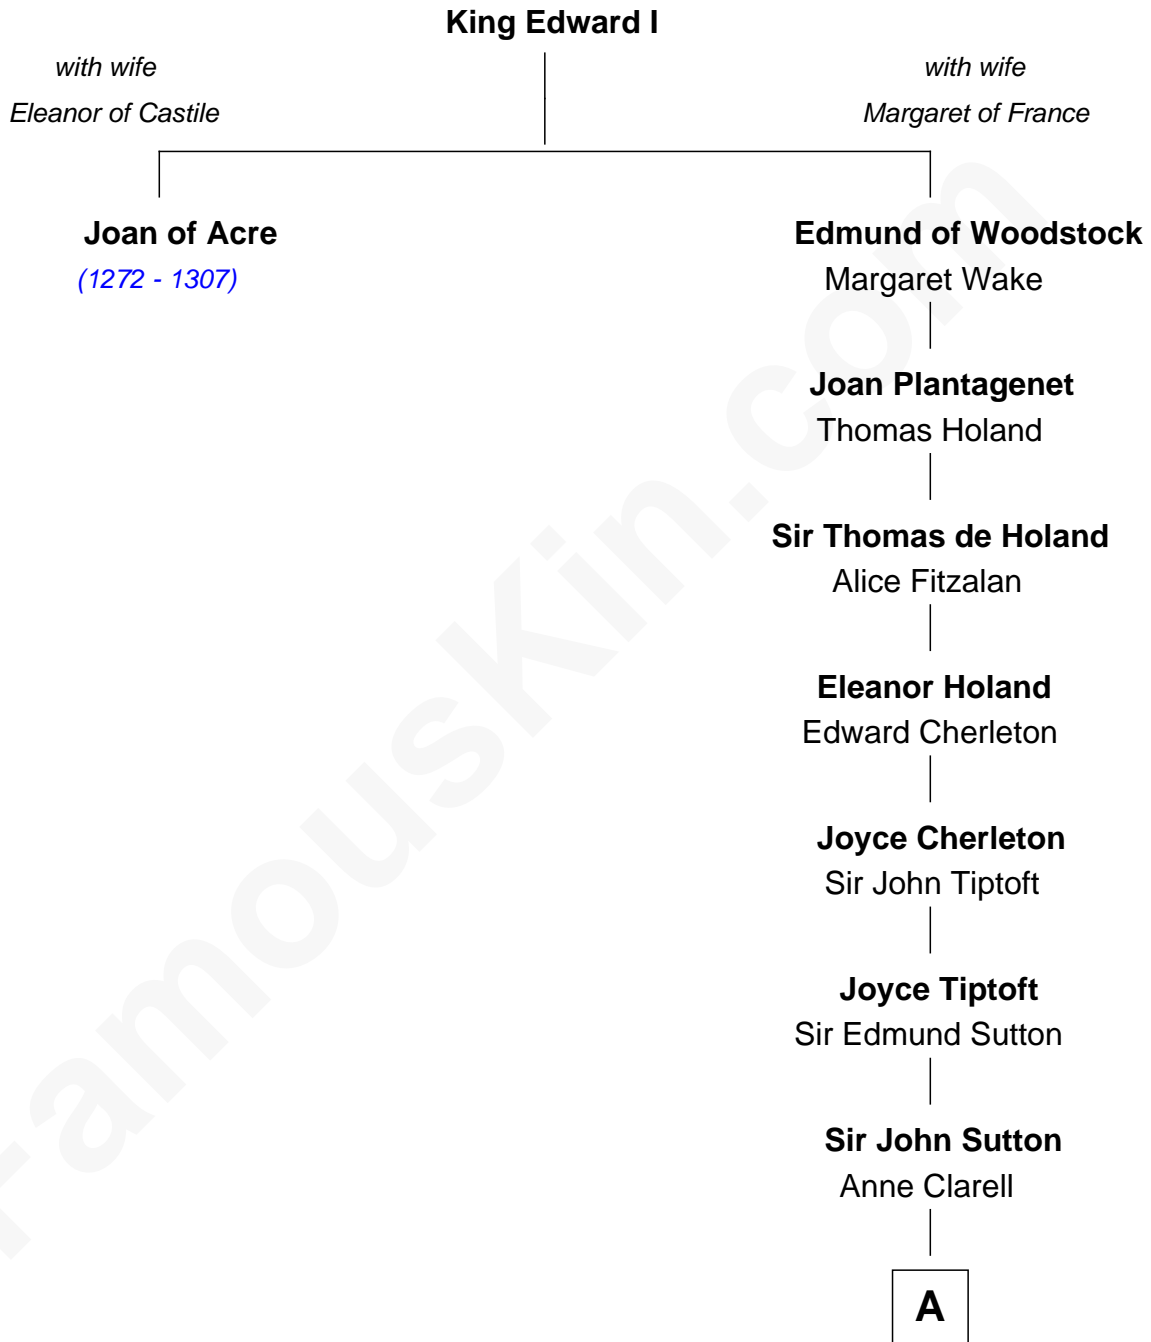 King Edward I
with wife
Eleanor of Castile
with wife
Margaret of France
Joan of Acre
(1272 - 1307)
Edmund of Woodstock
Margaret Wake
Joan Plantagenet
Thomas Holand
Sir Thomas de Holand
Alice Fitzalan
Eleanor Holand
Edward Cherleton
Joyce Cherleton
Sir John Tiptoft
Joyce Tiptoft
Sir Edmund Sutton
Sir John Sutton
Anne Clarell
A
FamousKin.com